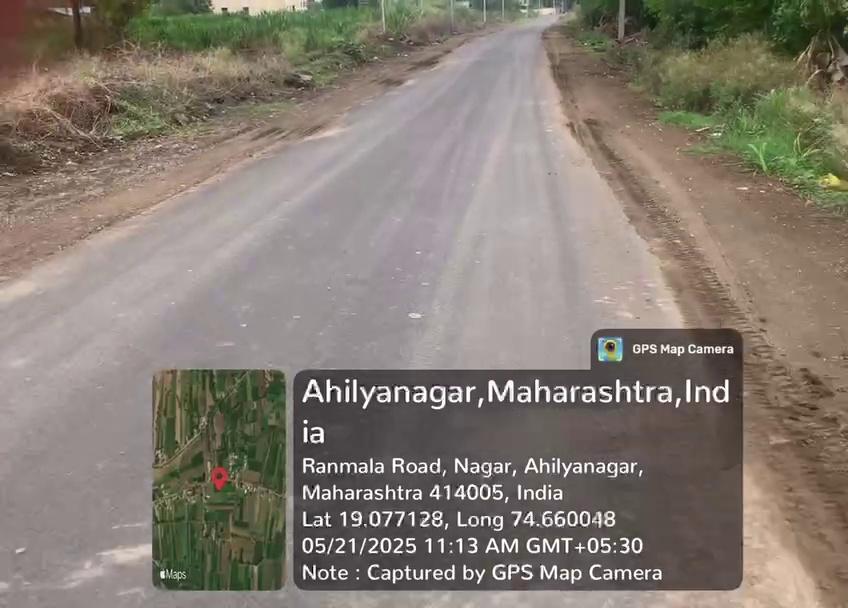 GPS Map Camera
Ahilyanagar,Maharashtra,Ind
ia
Ranmala Road, Nagar, Ahilyanagar,
Maharashtra 414005, India
Lat 19.077128, Long 74.660048
05/21/2025 11:13 AM GMT+05:30
Note : Captured by GPS Map Camera
Maps